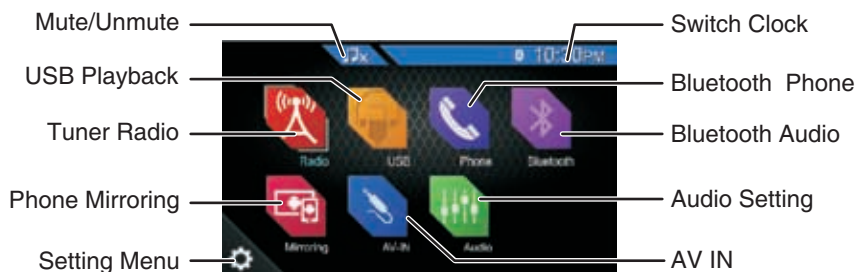 Mute/Unmute
Switch Clock
10:30PM
USB Playback
Bluetooth Phone
Tuner Radio
Bluetooth Audio
Radio
USB
Phone
Bluetooth
Phone Mirroring
Audio Setting
Mirroring
AV-IN
Audio
Setting Menu
AV IN